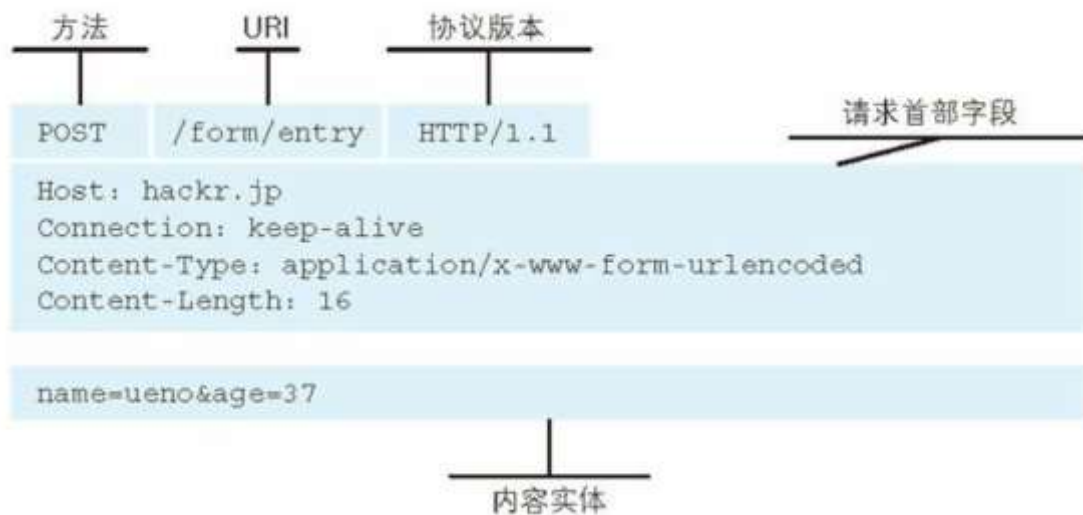 方法 URI 协议版本
请求首部字段
POST /form/entry HTTP/1.1
Host: hackr.jp
Connection: keep-alive
Content-Type: application/x-www-form-urlencoded
Content-Length: 16
name=ueno&age=37
内容实体